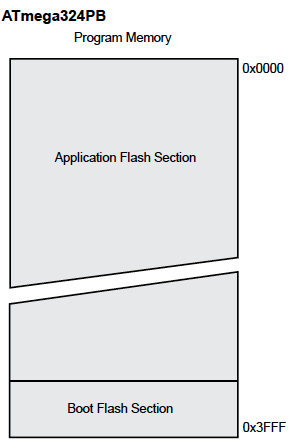 ATmega324PB
Program Memory
0x0000
Application Flash Section
Boot Flash Section
0x3FFF